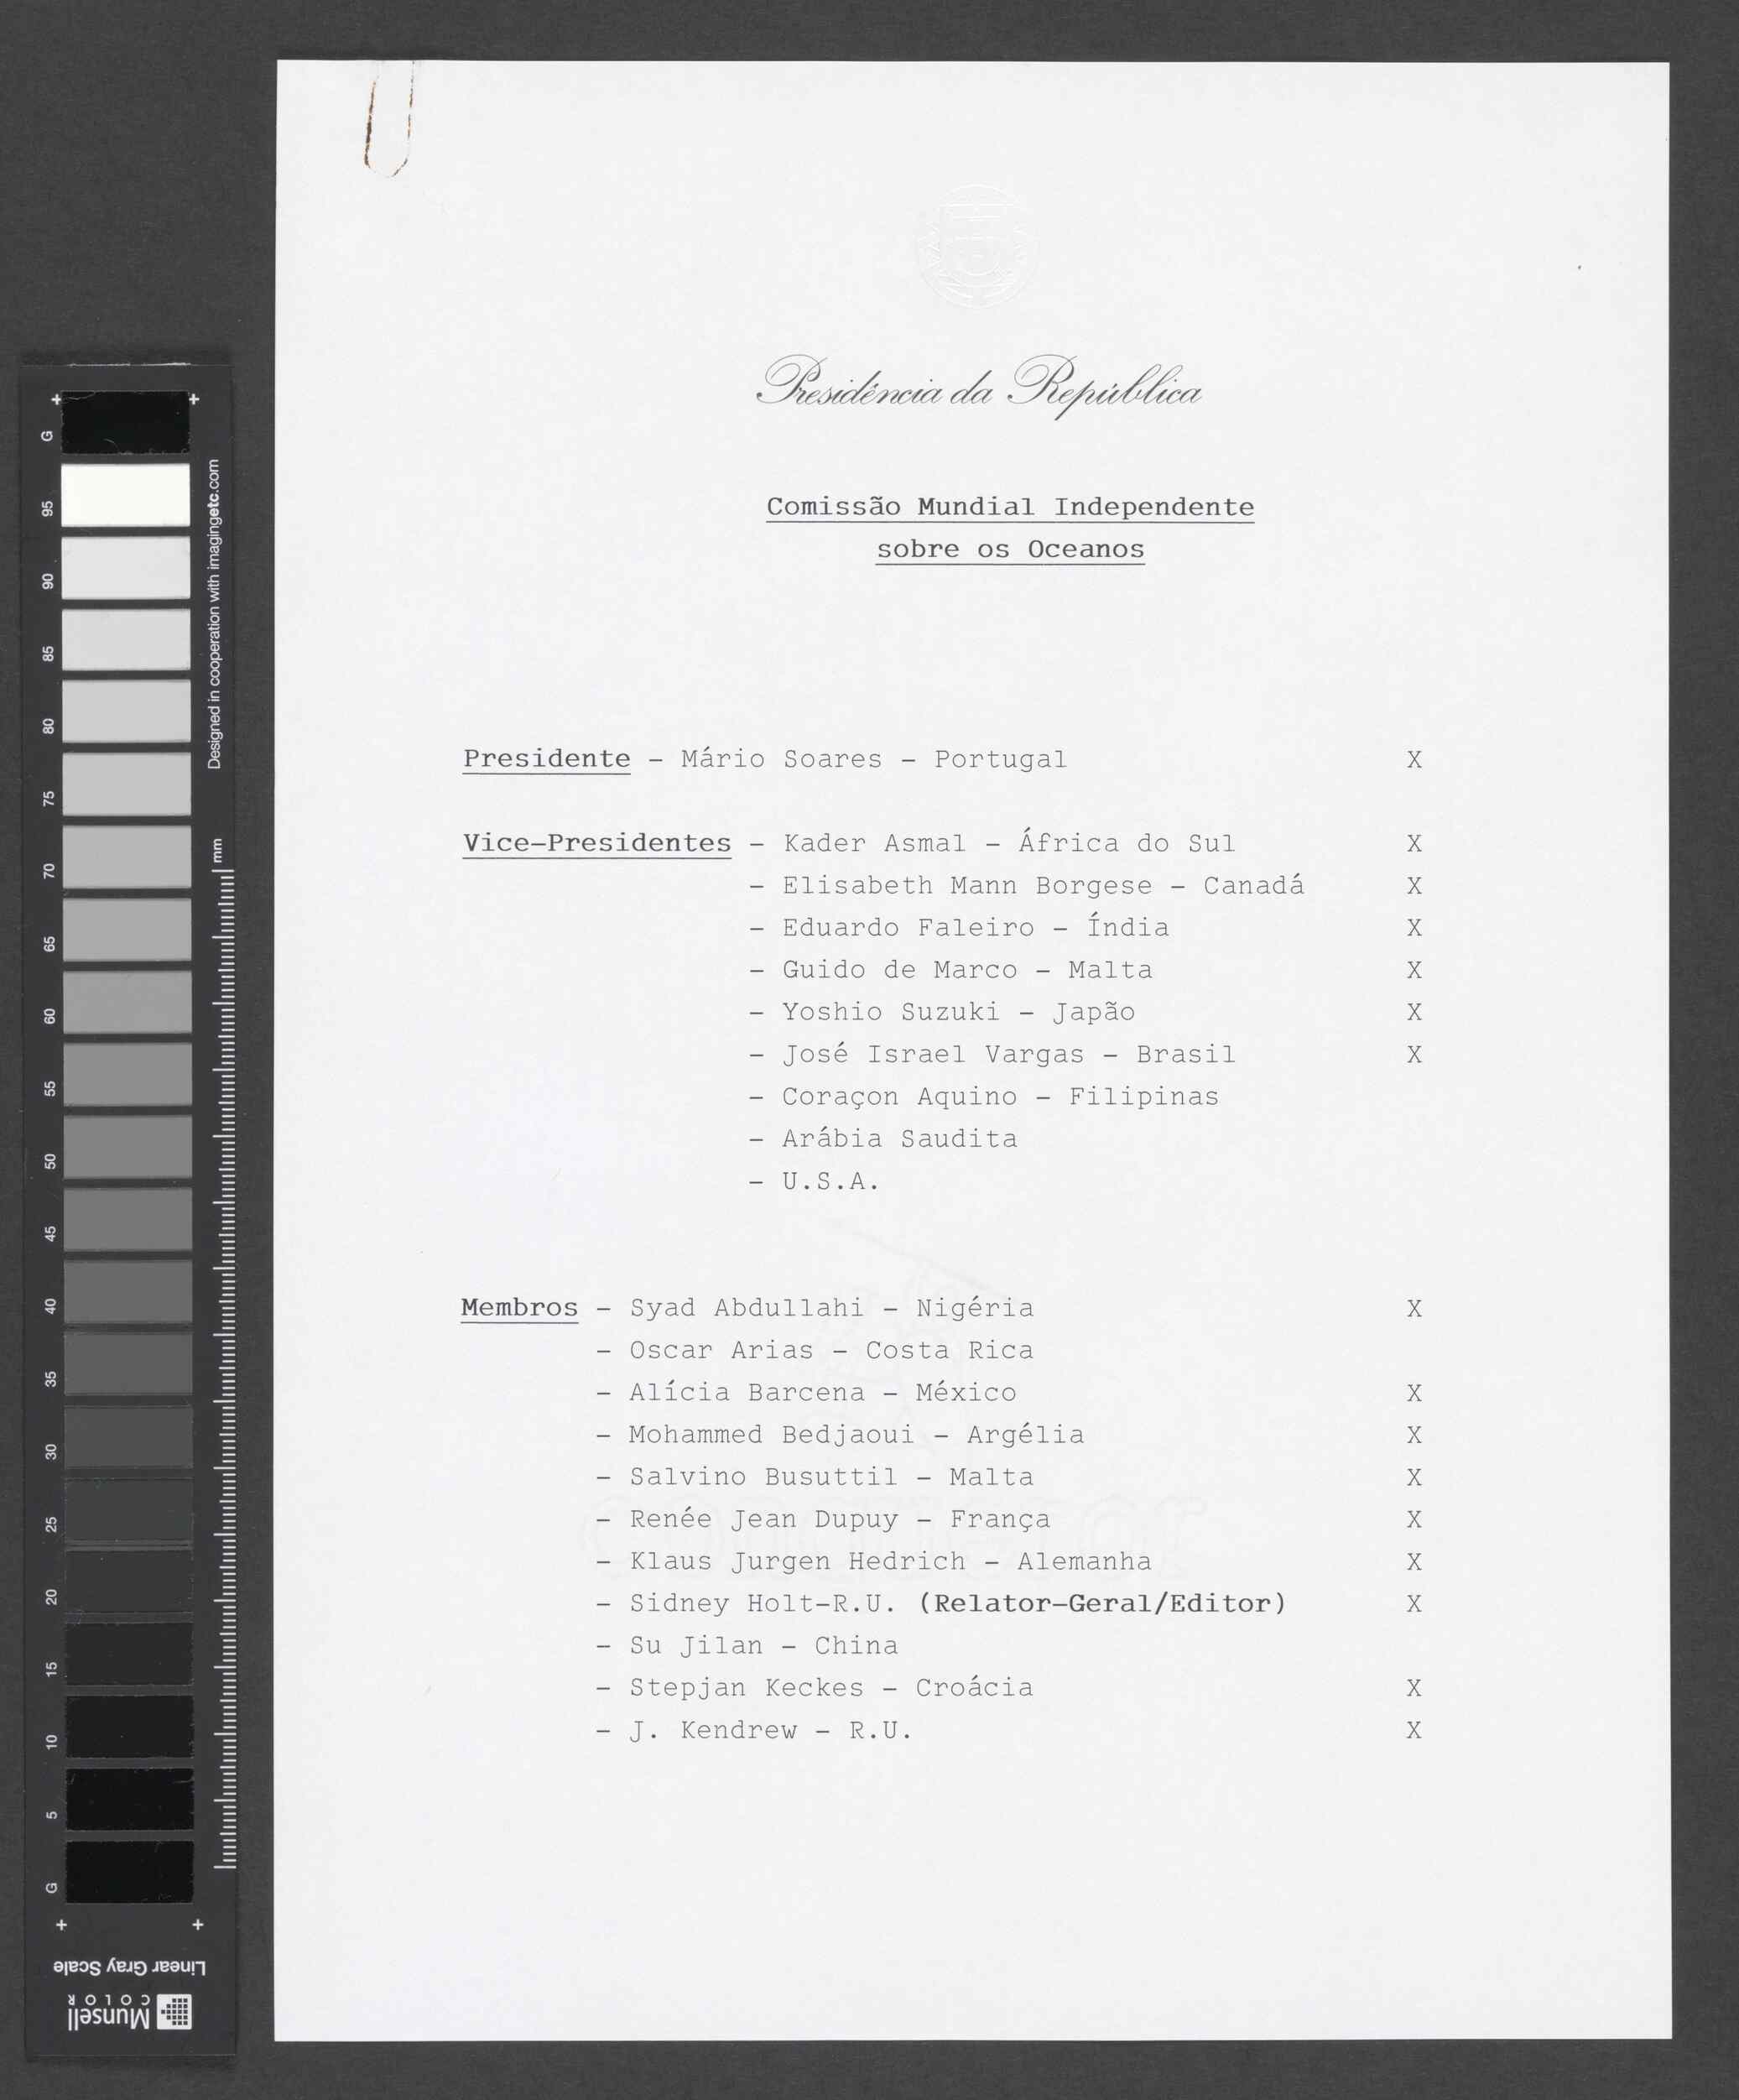 Presidência da República
Comissão Mundial Independente
sobre os Oceanos
Presidente - Mário Soares - Portugal X
Vice-Presidentes - Kader Asmal - África do Sul X
- Elisabeth Mann Borgese - Canadá X
- Eduardo Faleiro - Índia X
- Guido de Marco - Malta X
- Yoshio Suzuki - Japão X
- José Israel Vargas - Brasil X
- Coraçon Aquino - Filipinas
- Arábia Saudita
- U.S.A.
Membros - Syad Abdullahi - Nigéria X
- Oscar Arias - Costa Rica
- Alícia Barcena - México X
- Mohammed Bedjaoui - Argélia X
- Salvino Busuttil - Malta X
- Renée Jean Dupuy - França X
- Klaus Jurgen Hedrich - Alemanha X
- Sidney Holt-R.U. (Relator-Geral/Editor) X
- Su Jilan - China
- Stepjan Keckes - Croácia X
- J. Kendrew - R.U. X
G
95
90
85
80
75
70
65
60
55
50
45
40
35
30
25
20
15
10
5
G
Designed in cooperation with imagingetc.com
mm
Linear Gray Scale
Munsell
COLOR